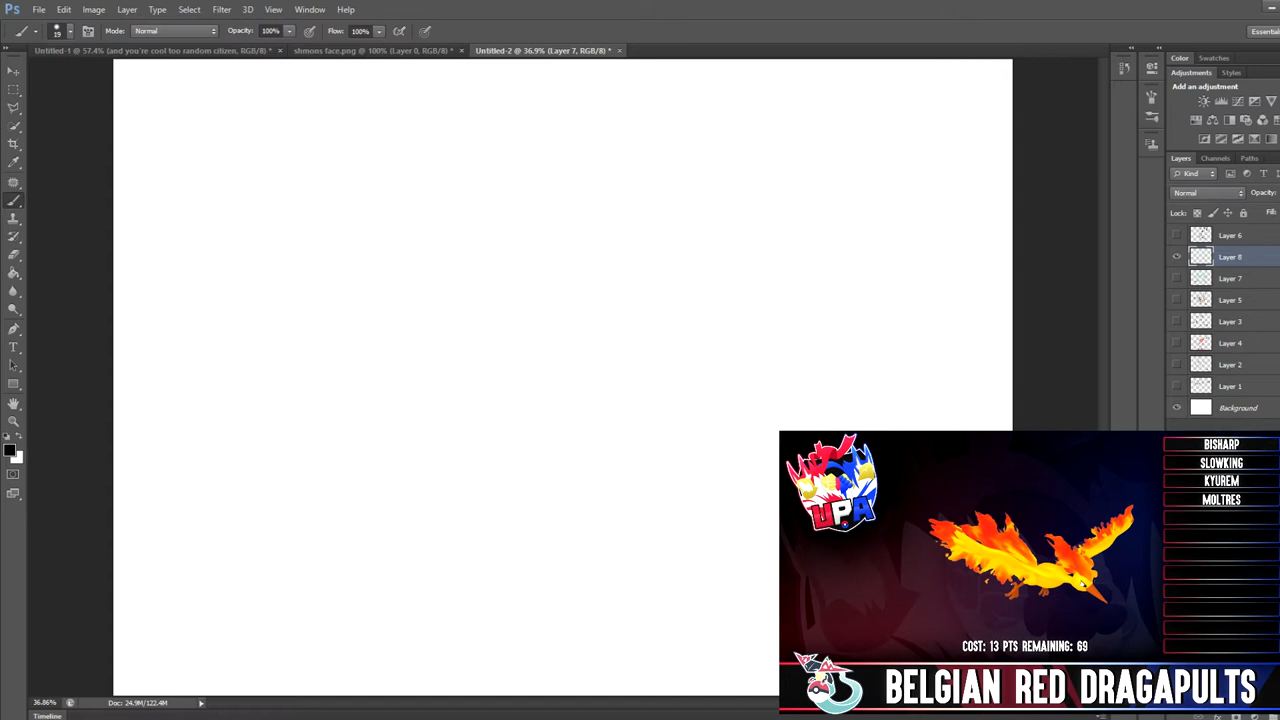 Ps File Edit Image Layer Type Select Filter 3D View Window Help
19 Mode: Normal Opacity: 100% Flow: 100% Essentia
Untitled-1 @ 57.4% (and you're cool too random citizen, RGB/8) * × shmons face.png @ 100% (Layer 0, RGB/8) * × Untitled-2 @ 36.9% (Layer 7, RGB/8) * ×
Color Swatches
Adjustments Styles
Add an adjustment
Layers Channels Paths
Kind
Normal Opacity:
Lock: Fill:
Layer 6
Layer 8
Layer 7
Layer 5
Layer 3
Layer 4
Layer 2
Layer 1
Background
BISHARP
SLOWKING
KYUREM
MOLTRES
UPA
COST: 13 PTS REMAINING: 69
BELGIAN RED DRAGAPULTS
36.86% Doc: 24.9M/122.4M
Timeline